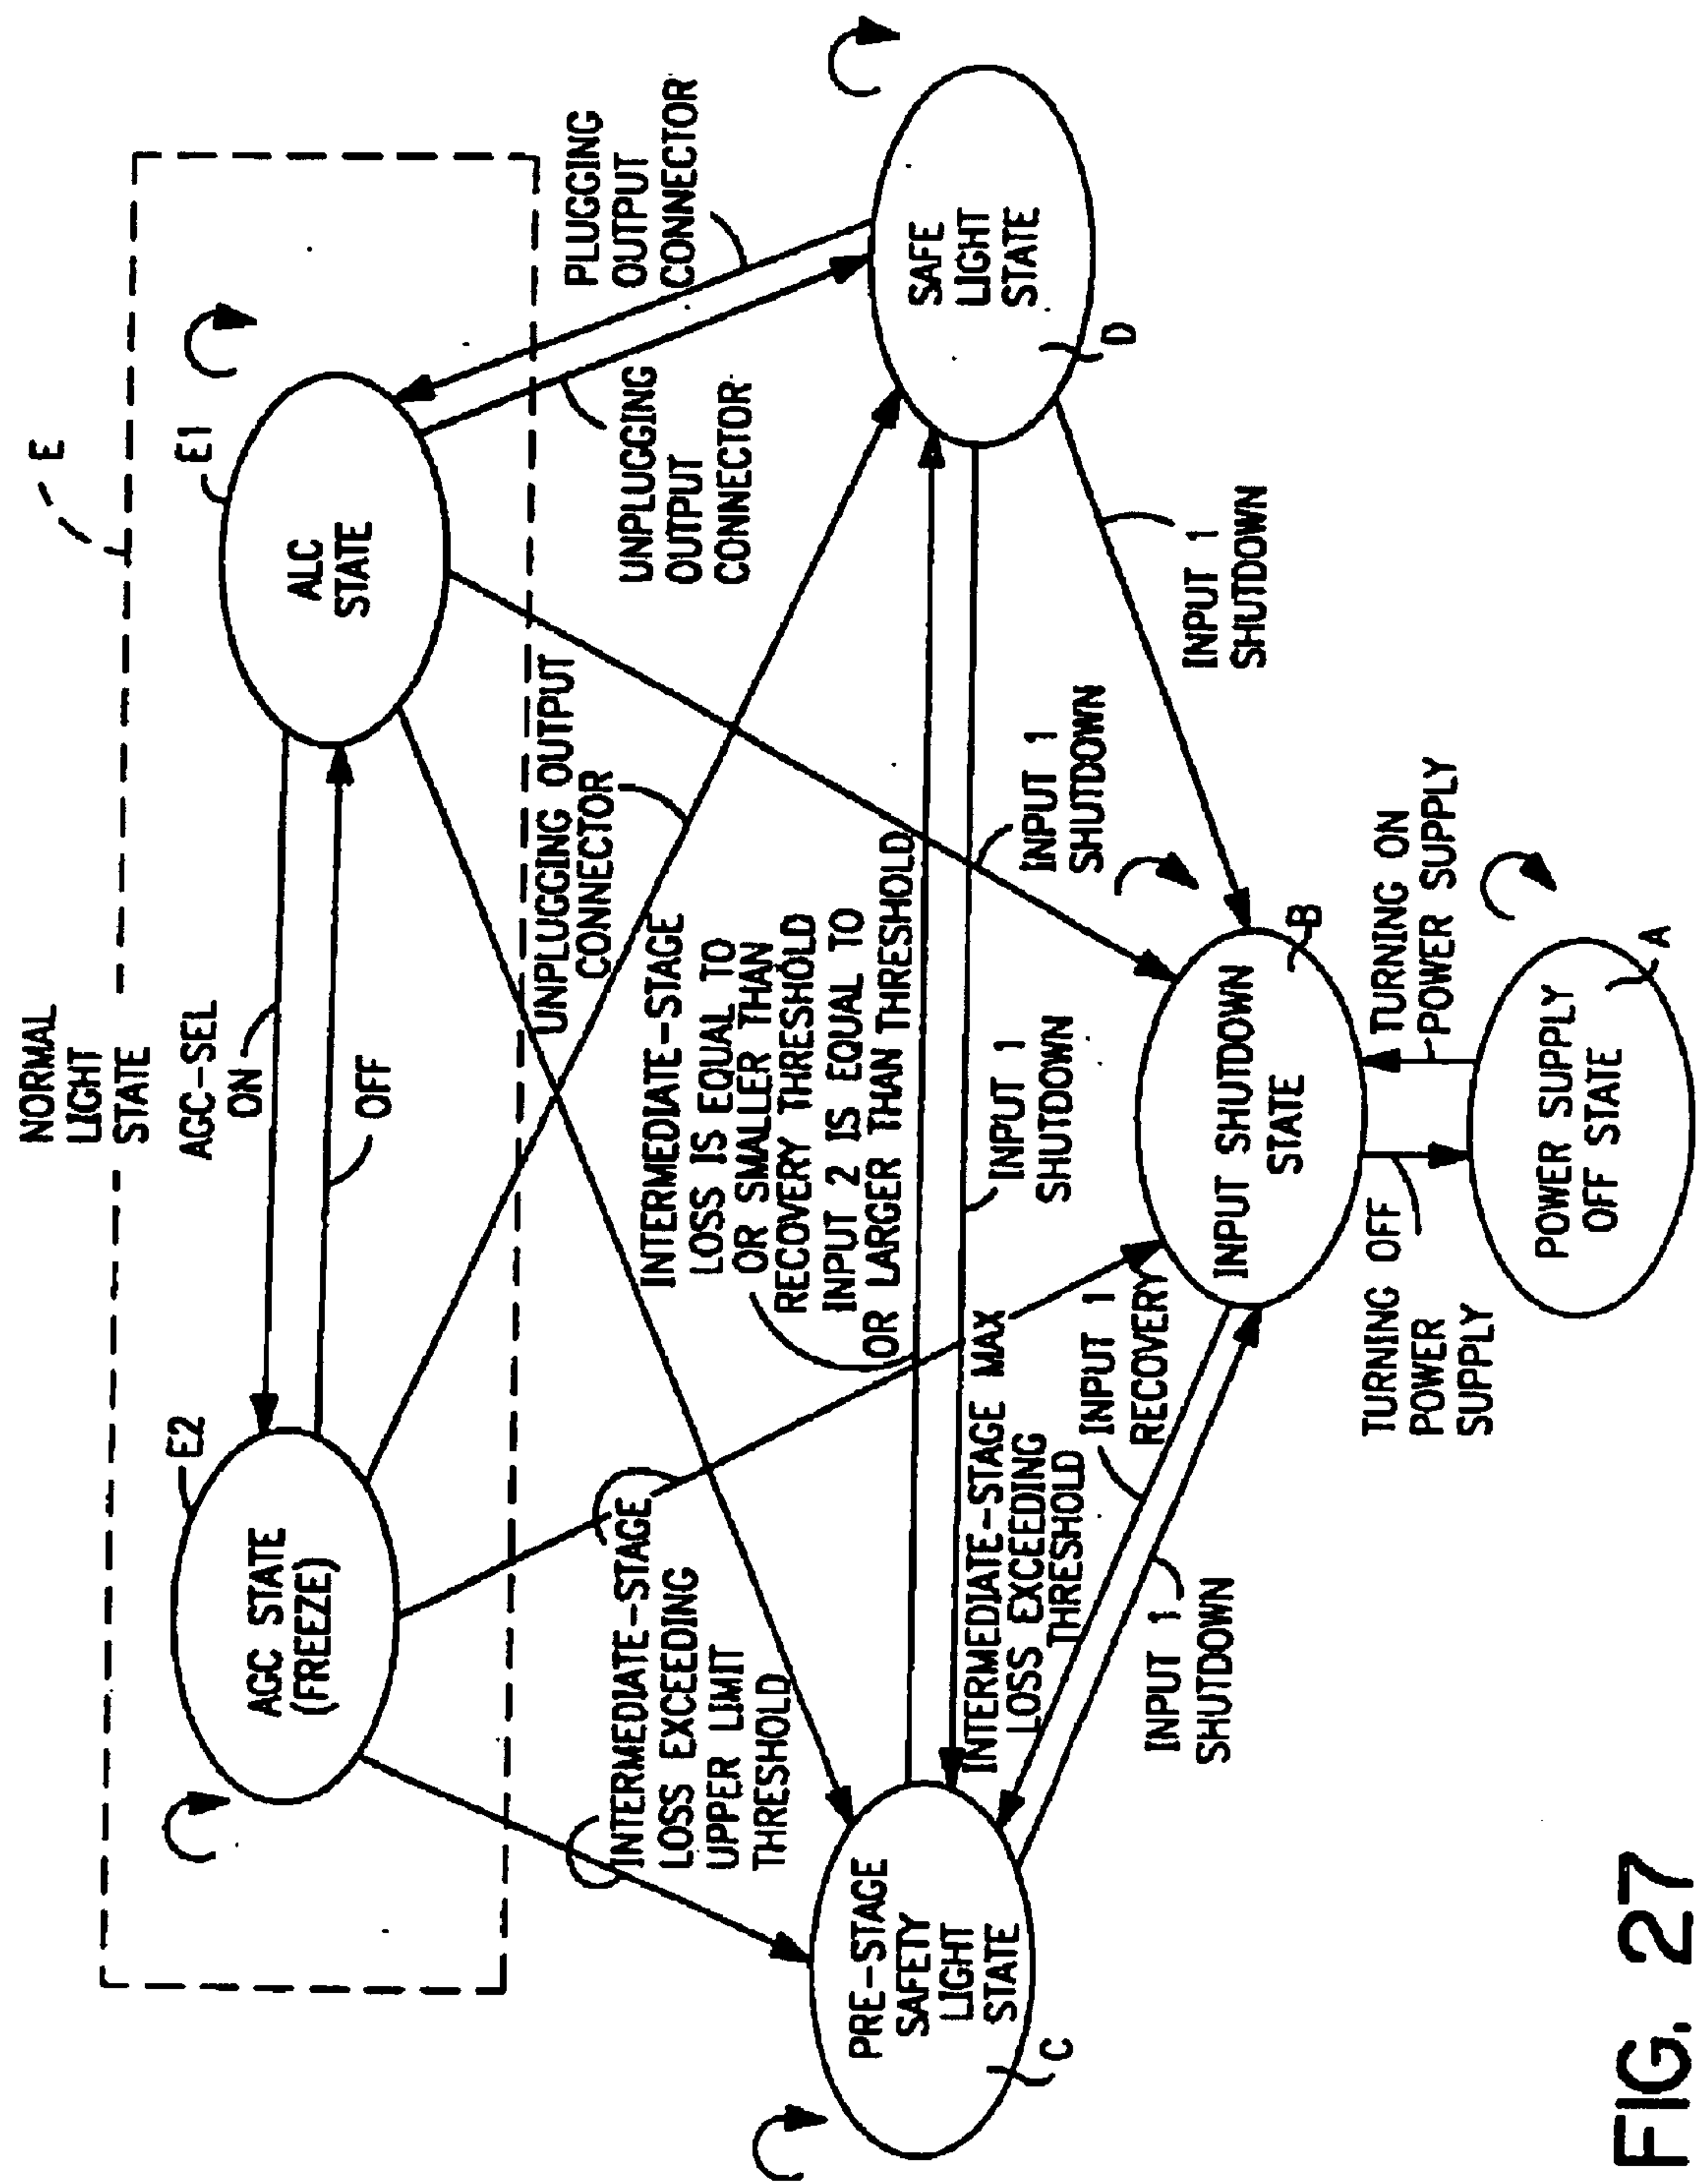 NORMAL
LIGHT
STATE
E
AGC-SEL
ON
OFF
E2
AGC STATE
(FREEZE)
E1
ALC
STATE
UNPLUGGING OUTPUT
CONNECTOR
PLUGGING
OUTPUT
CONNECTOR
UNPLUGGING
OUTPUT
CONNECTOR
INTERMEDIATE-STAGE
LOSS EXCEEDING
UPPER LIMIT
THRESHOLD
INTERMEDIATE-STAGE
LOSS IS EQUAL TO
OR SMALLER THAN
RECOVERY THRESHOLD
INPUT 2 IS EQUAL TO
OR LARGER THAN THRESHOLD
PRE-STAGE
SAFETY
LIGHT
STATE
C
SAFE
LIGHT
STATE
D
INTERMEDIATE-STAGE MAX
LOSS EXCEEDING
THRESHOLD
INPUT 1
SHUTDOWN
INPUT 1
SHUTDOWN
INPUT 1
SHUTDOWN
INPUT 1
RECOVERY
INPUT 1
SHUTDOWN
INPUT SHUTDOWN
STATE
B
TURNING OFF
POWER
SUPPLY
TURNING ON
POWER SUPPLY
POWER SUPPLY
OFF STATE
A
FIG. 27